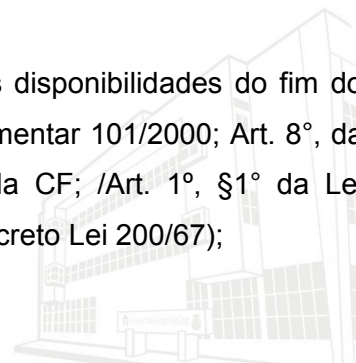 s disponibilidades do fim do
mentar 101/2000; Art. 8°, da
la CF; /Art. 1º, §1° da Le
creto Lei 200/67);